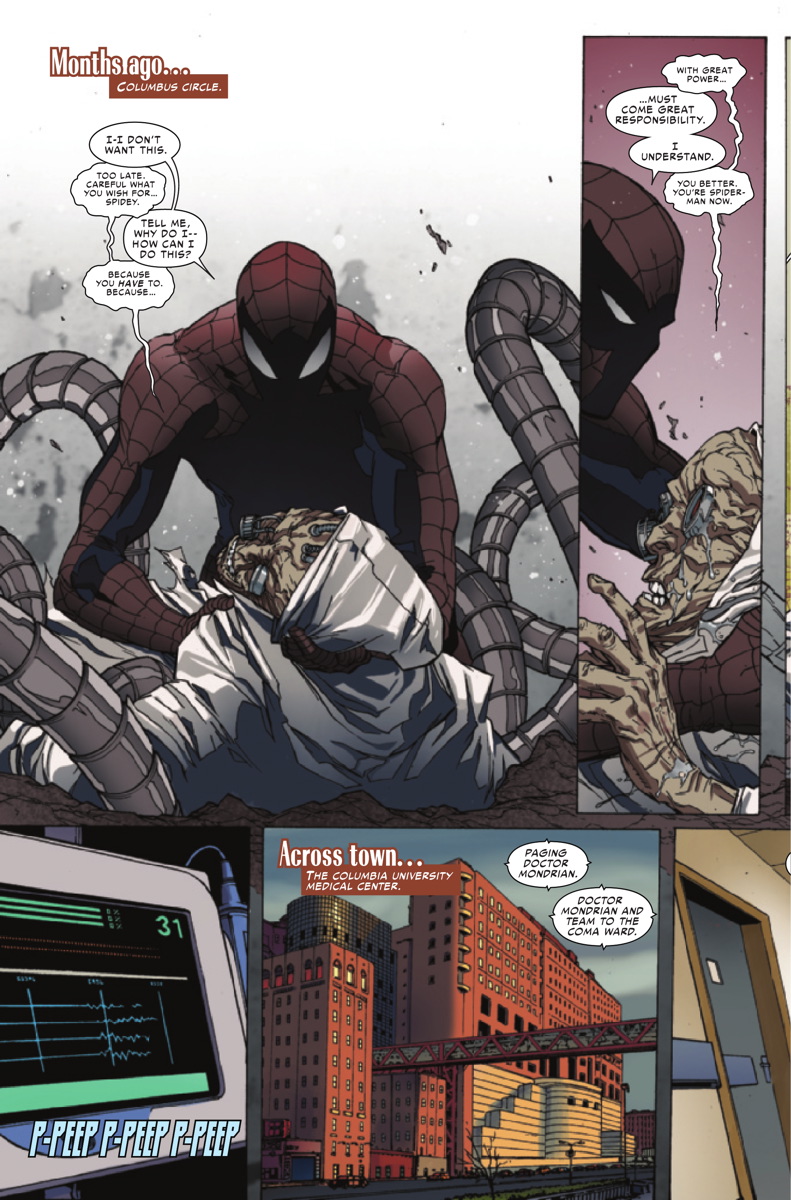 Months ago...
COLUMBUS CIRCLE.
I-I DON'T
WANT THIS.
TOO LATE.
CAREFUL WHAT
YOU WISH FOR...
SPIDEY.
TELL ME,
WHY DO I--
HOW CAN I
DO THIS?
BECAUSE
YOU HAVE TO.
BECAUSE...
WITH GREAT
POWER...
...MUST
COME GREAT
RESPONSIBILITY.
I
UNDERSTAND.
YOU BETTER.
YOU'RE SPIDER-
MAN NOW.
31
P-PEEP P-PEEP P-PEEP
Across town...
THE COLUMBIA UNIVERSITY
MEDICAL CENTER.
PAGING
DOCTOR
MONDRIAN.
DOCTOR
MONDRIAN AND
TEAM TO THE
COMA WARD.